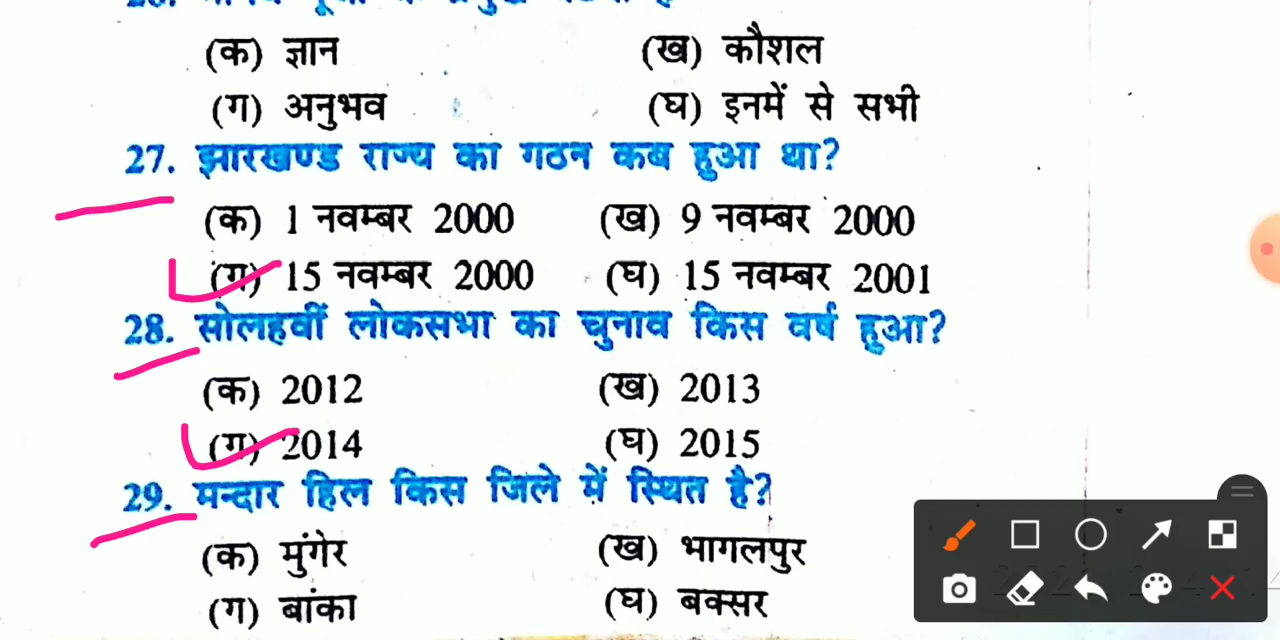 (क) ज्ञान (ख) कौशल
(ग) अनुभव (घ) इनमें से सभी
27. झारखण्ड राज्य का गठन कब हुआ था?
(क) 1 नवम्बर 2000 (ख) 9 नवम्बर 2000
(ग) 15 नवम्बर 2000 (घ) 15 नवम्बर 2001
28. सोलहवीं लोकसभा का चुनाव किस वर्ष हुआ?
(क) 2012 (ख) 2013
(ग) 2014 (घ) 2015
29. मन्दार हिल किस जिले में स्थित है?
(क) मुंगेर (ख) भागलपुर
(ग) बांका (घ) बक्सर